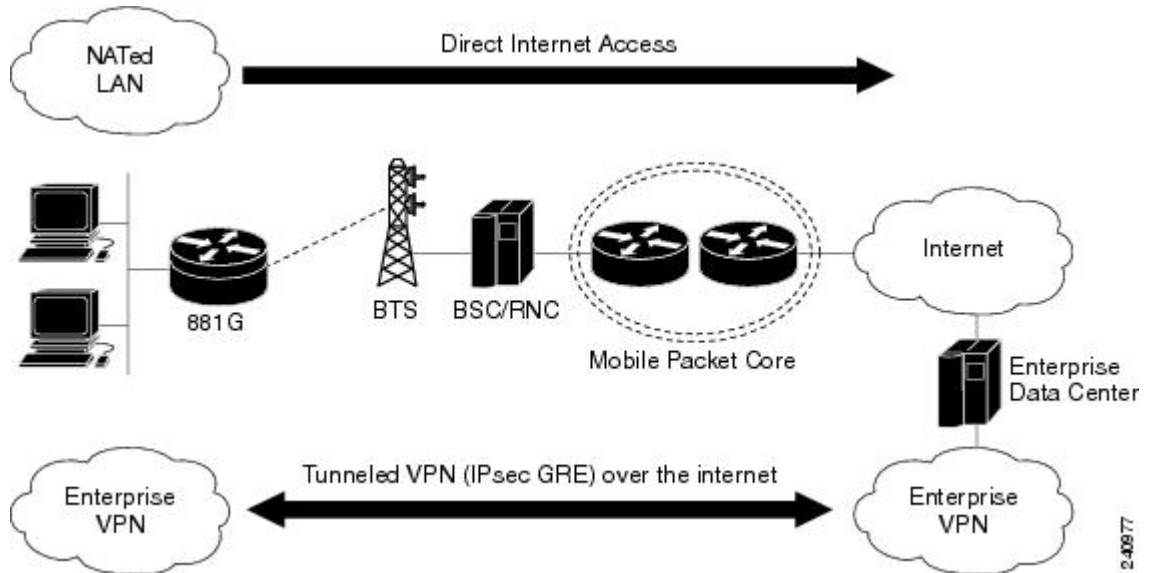 NATed
LAN
Direct Internet Access
881G
BTS
BSC/RNC
Mobile Packet Core
Internet
Enterprise
Data Center
Enterprise
VPN
Tunneled VPN (IPsec GRE) over the internet
Enterprise
VPN
240977